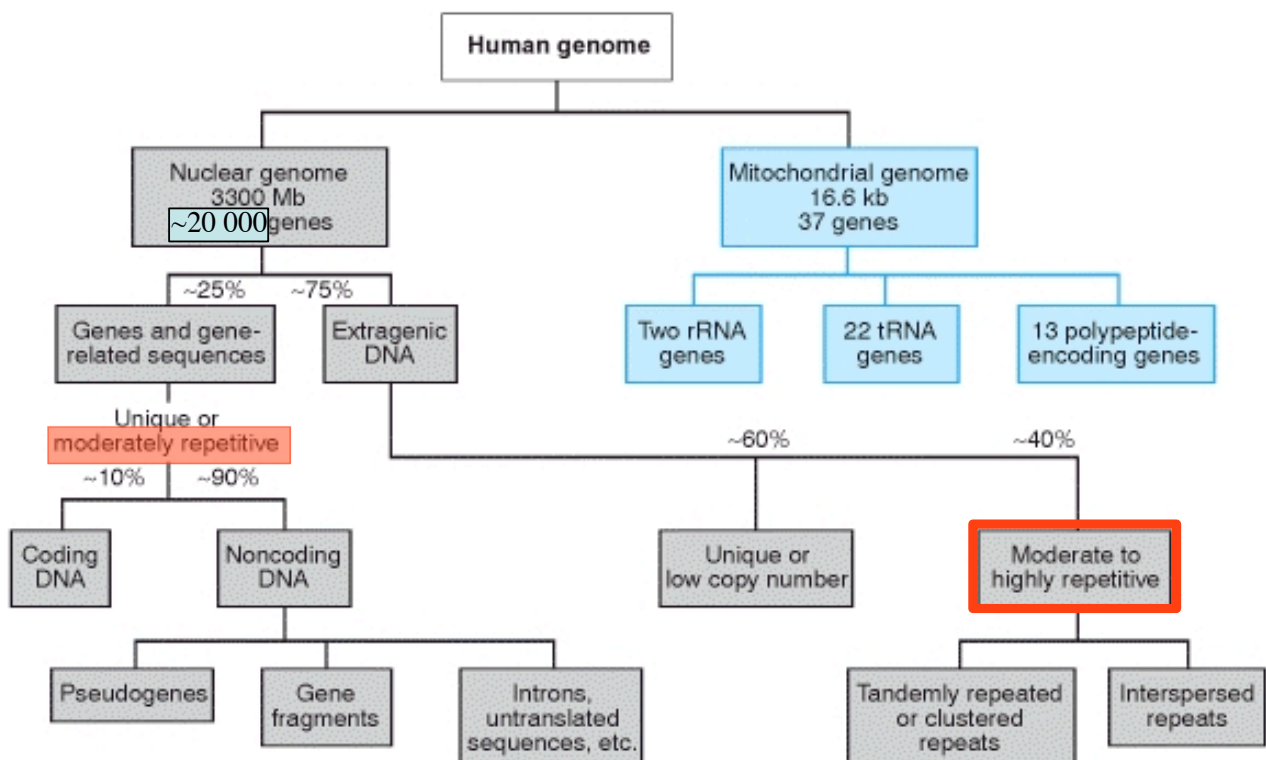 Human genome
Nuclear genome
3300 Mb
~20 000 genes
Mitochondrial genome
16.6 kb
37 genes
~25%
~75%
Genes and gene-
related sequences
Extragenic
DNA
Two rRNA
genes
22 tRNA
genes
13 polypeptide-
encoding genes
Unique or
moderately repetitive
~10%
~90%
~60%
~40%
Coding
DNA
Noncoding
DNA
Unique or
low copy number
Moderate to
highly repetitive
Pseudogenes
Gene
fragments
Introns,
untranslated
sequences, etc.
Tandemly repeated
or clustered
repeats
Interspersed
repeats